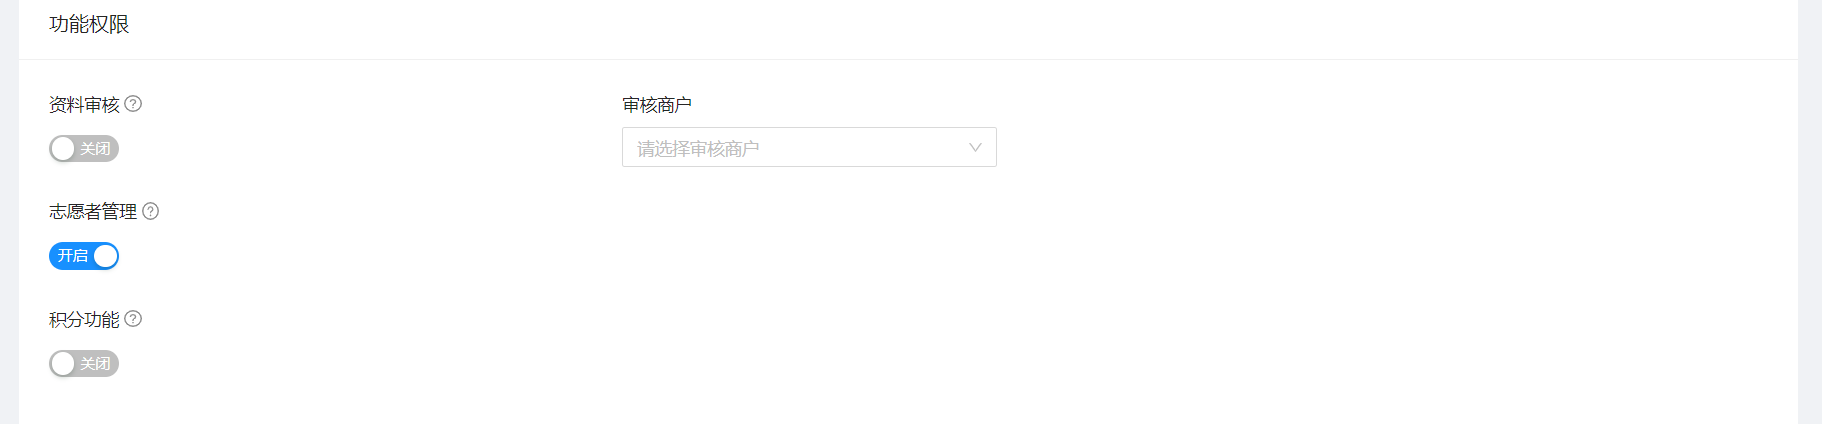 功能权限
资料审核 审核商户
关闭 请选择审核商户
志愿者管理
开启
积分功能
关闭